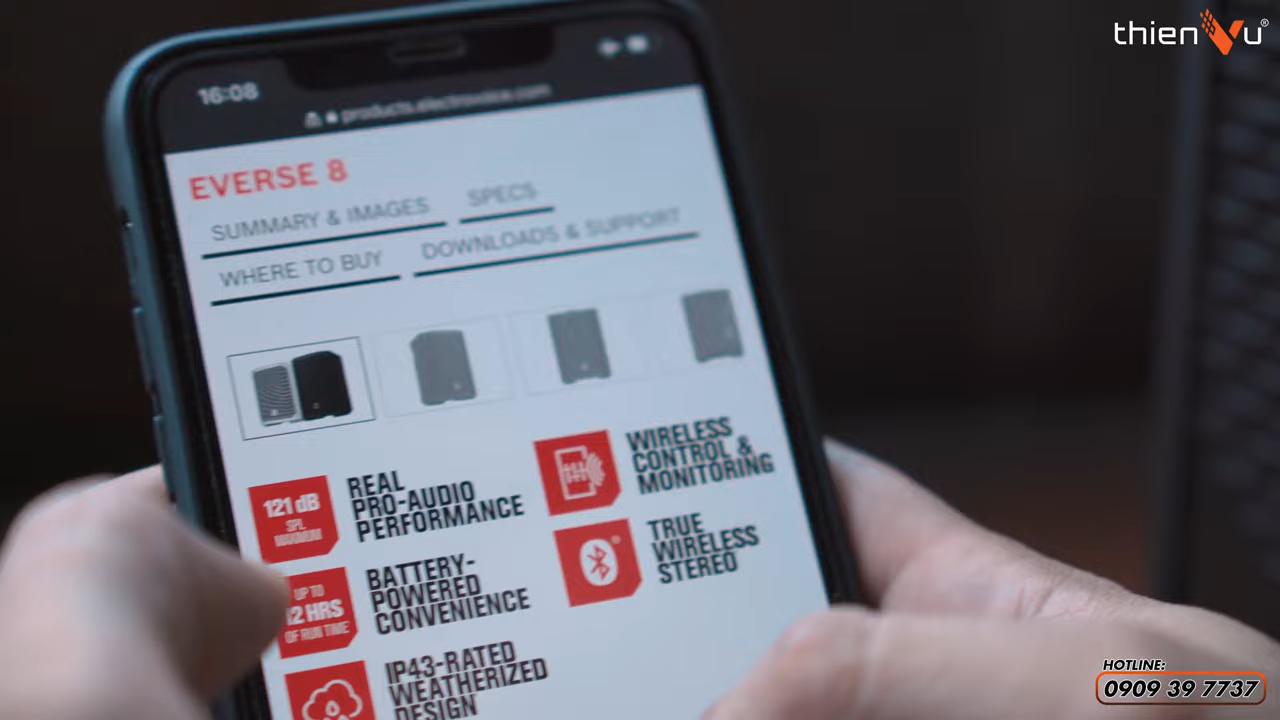 thienVu®
16:08
products.electrovoice.com
EVERSE 8
SUMMARY & IMAGES
SPECS
WHERE TO BUY
DOWNLOADS & SUPPORT
121 dB
SPL
MAXIMUM
REAL
PRO-AUDIO
PERFORMANCE
WIRELESS
CONTROL &
MONITORING
UP TO
12 HRS
OF RUN TIME
BATTERY-
POWERED
CONVENIENCE
TRUE
WIRELESS
STEREO
IP43-RATED
WEATHERIZED
DESIGN
HOTLINE:
0909 39 7737